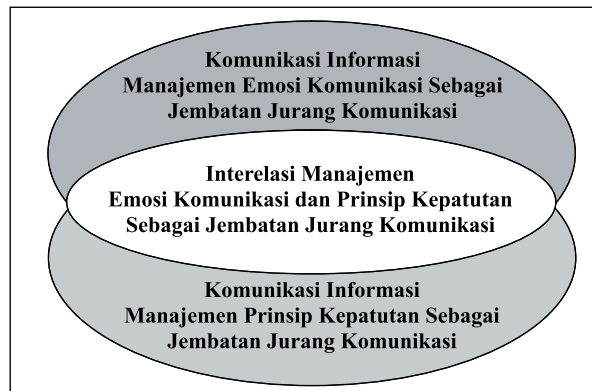 Komunikasi Informasi
Manajemen Emosi Komunikasi Sebagai
Jembatan Jurang Komunikasi
Interelasi Manajemen
Emosi Komunikasi dan Prinsip Kepatutan
Sebagai Jembatan Jurang Komunikasi
Komunikasi Informasi
Manajemen Prinsip Kepatutan Sebagai
Jembatan Jurang Komunikasi